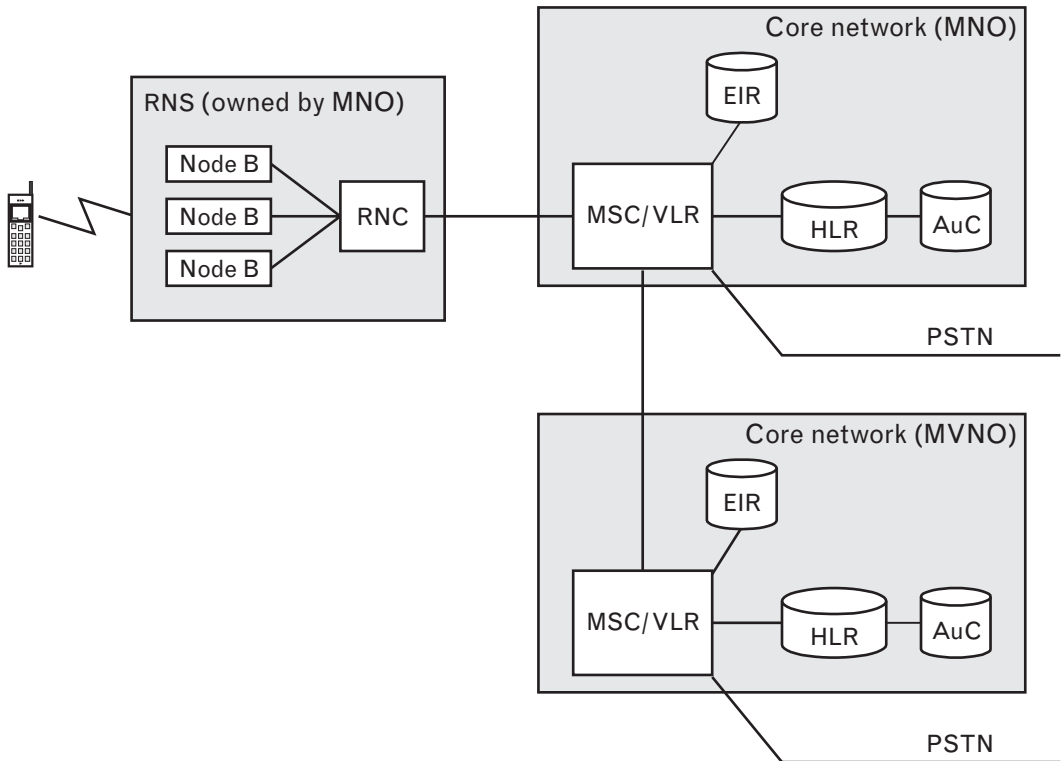 Core network (MNO)
EIR
RNS (owned by MNO)
Node B
Node B
Node B
RNC
MSC/VLR
HLR
AuC
PSTN
Core network (MVNO)
EIR
MSC/VLR
HLR
AuC
PSTN